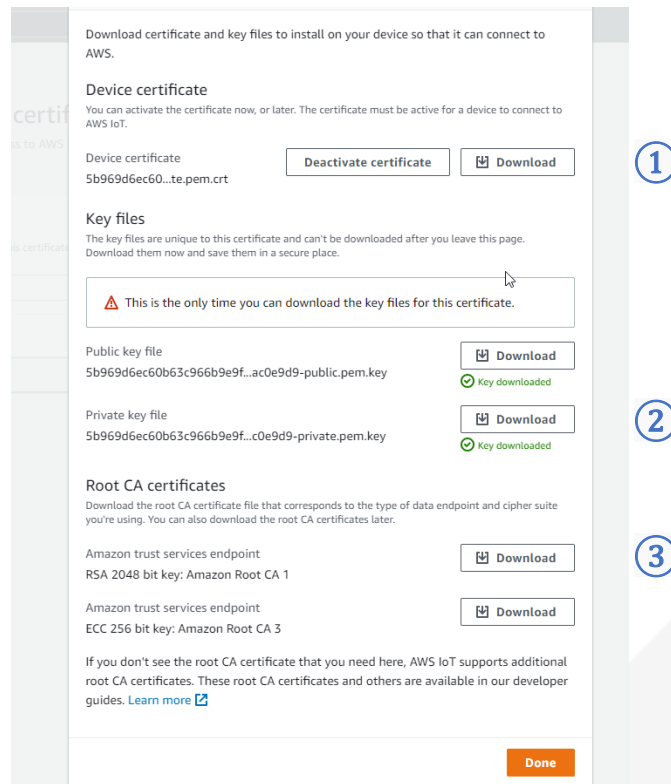 Download certificate and key files to install on your device so that it can connect to
AWS.
Device certificate
You can activate the certificate now, or later. The certificate must be active for a device to connect to
AWS IoT.
Device certificate
5b969d6ec60...te.pem.crt
Deactivate certificate
Download
①
Key files
The key files are unique to this certificate and can't be downloaded after you leave this page.
Download them now and save them in a secure place.
This is the only time you can download the key files for this certificate.
Public key file
5b969d6ec60b63c966b9e9f...ac0e9d9-public.pem.key
Download
Key downloaded
Private key file
5b969d6ec60b63c966b9e9f...c0e9d9-private.pem.key
Download
Key downloaded
②
Root CA certificates
Download the root CA certificate file that corresponds to the type of data endpoint and cipher suite
you're using. You can also download the root CA certificates later.
Amazon trust services endpoint
RSA 2048 bit key: Amazon Root CA 1
Download
③
Amazon trust services endpoint
ECC 256 bit key: Amazon Root CA 3
Download
If you don't see the root CA certificate that you need here, AWS IoT supports additional
root CA certificates. These root CA certificates and others are available in our developer
guides. Learn more
Done